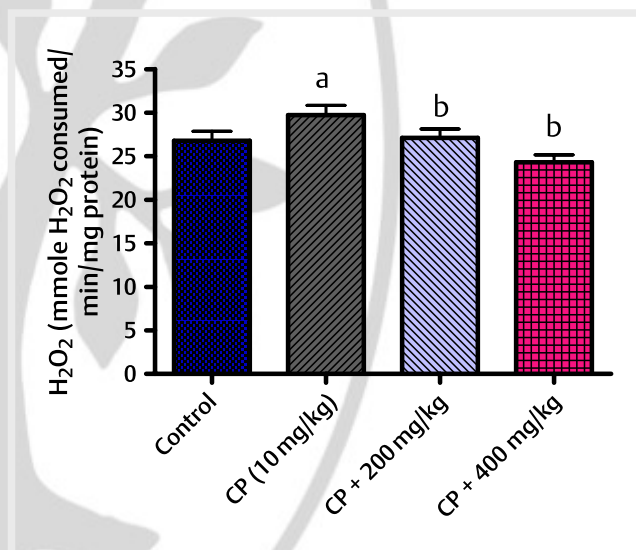 H₂O₂ (mmole H₂O₂ consumed/
min/mg protein)
35
30
25
20
15
10
5
0
a
b
b
Control
CP (10 mg/kg)
CP + 200 mg/kg
CP + 400 mg/kg